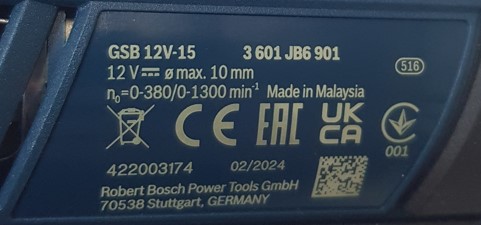 GSB 12V-15 3 601 JB6 901
12 V⎓ ø max. 10 mm
516
n₀=0-380/0-1300 min⁻¹ Made in Malaysia
CE EAC UK CA
001
422003174 02/2024
Robert Bosch Power Tools GmbH
70538 Stuttgart, GERMANY